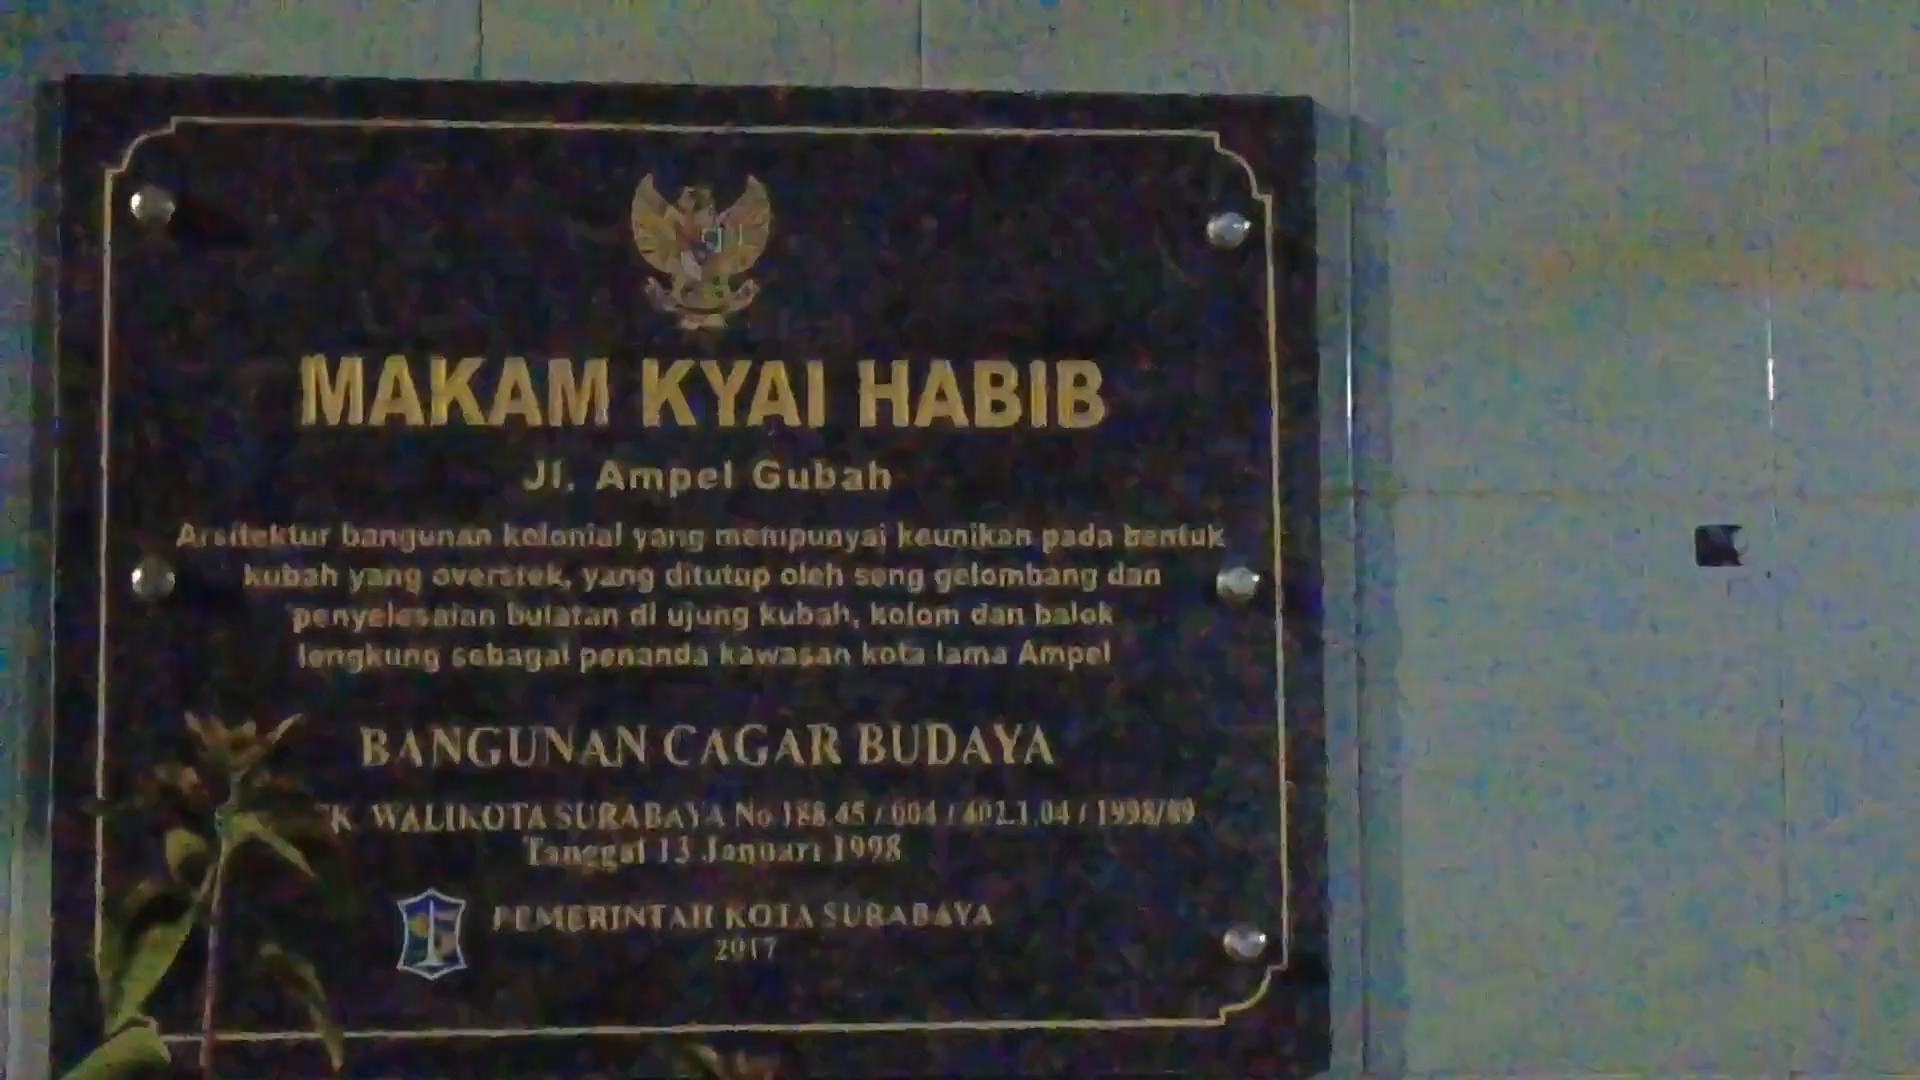 MAKAM KYAI HABIB
Jl. Ampel Gubah
Arsitektur bangunan kolonial yang mempunyai keunikan pada bentuk
kubah yang overstek, yang ditutup oleh seng gelombang dan
penyelesaian bulatan di ujung kubah, kolom dan balok
lengkung sebagai penanda kawasan kota lama Ampel
BANGUNAN CAGAR BUDAYA
SK WALIKOTA SURABAYA No 188.45 / 004 / 402.1.04 / 1998/89
Tanggal 13 Januari 1998
PEMERINTAH KOTA SURABAYA
2017